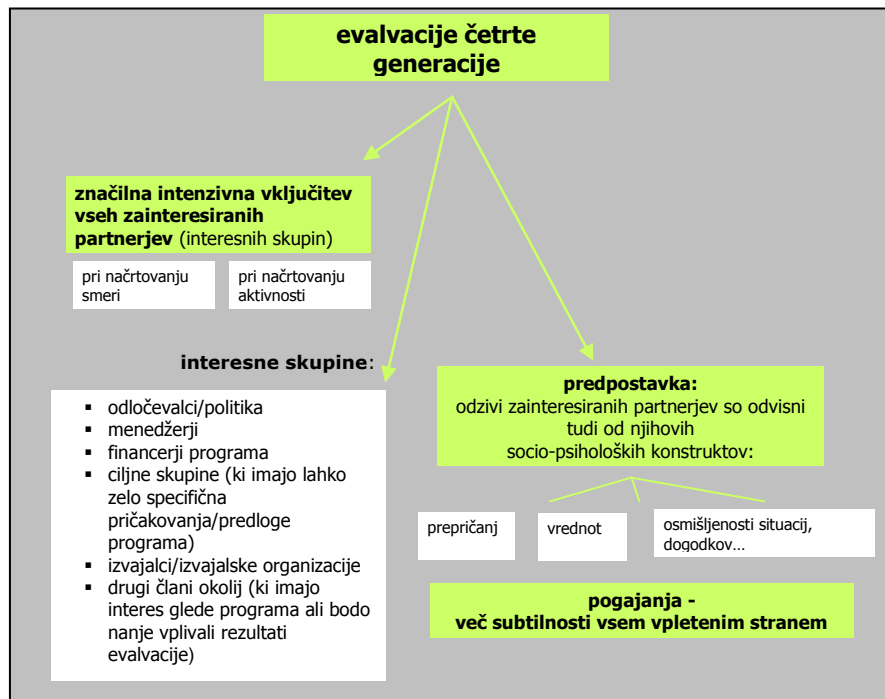 evalvacije četrte
generacije
značilna intenzivna vključitev
vseh zainteresiranih
partnerjev (interesnih skupin)
pri načrtovanju
smeri
pri načrtovanju
aktivnosti
interesne skupine:
▪ odločevalci/politika
▪ menedžerji
▪ financerji programa
▪ ciljne skupine (ki imajo lahko
zelo specifična
pričakovanja/predloge
programa)
▪ izvajalci/izvajalske organizacije
▪ drugi člani okolij (ki imajo
interes glede programa ali bodo
nanje vplivali rezultati
evalvacije)
predpostavka:
odzivi zainteresiranih partnerjev so odvisni
tudi od njihovih
socio-psiholoških konstruktov:
prepričanj
vrednot
osmišljenosti situacij,
dogodkov…
pogajanja -
več subtilnosti vsem vpletenim stranem